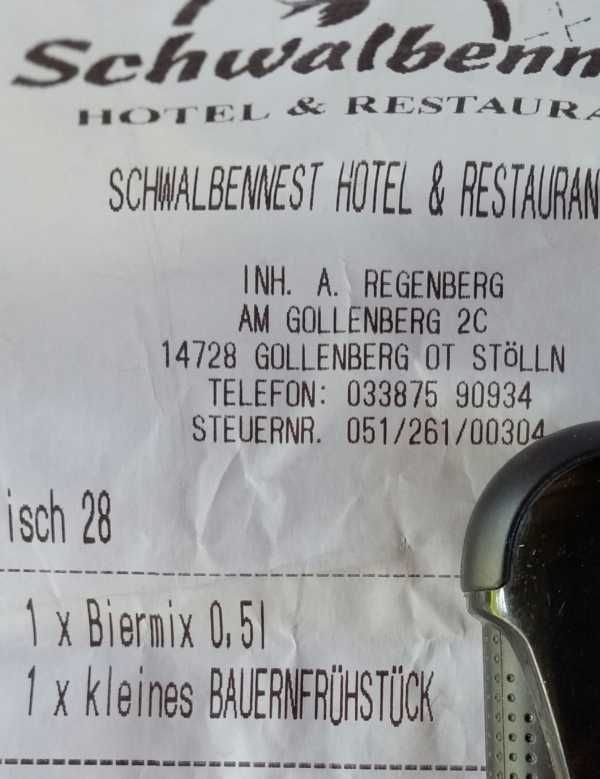 Schwalbenn
HOTEL & RESTAURA
SCHWALBENNEST HOTEL & RESTAURAN
INH. A. REGENBERG
AM GOLLENBERG 2C
14728 GOLLENBERG OT STöLLN
TELEFON: 033875 90934
STEUERNR. 051/261/00304
isch 28
1 x Biermix 0,5l
1 x kleines BAUERNFRÜHSTÜCK